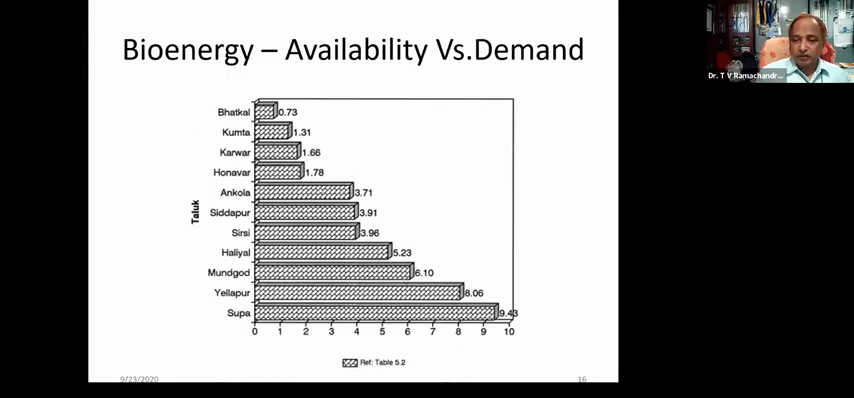 Bioenergy – Availability Vs.Demand
Dr. T V Ramachandr...
Taluk
Bhatkal 0.73
Kumta 1.31
Karwar 1.66
Honavar 1.78
Ankola 3.71
Siddapur 3.91
Sirsi 3.96
Haliyal 5.23
Mundgod 6.10
Yellapur 8.06
Supa 9.43
0 1 2 3 4 5 6 7 8 9 10
Ref: Table 5.2
9/23/2020 16